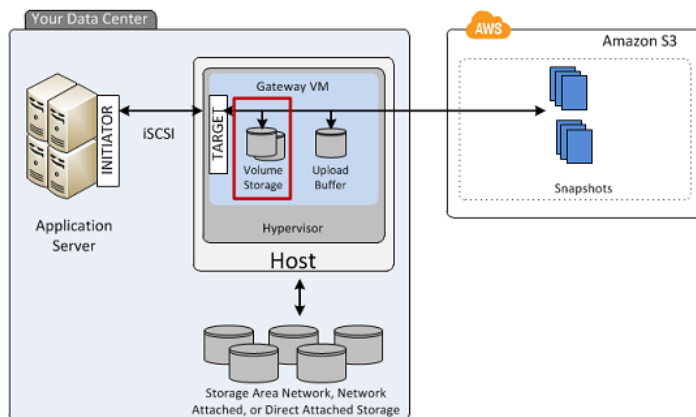 Your Data Center
AWS
Amazon S3
Gateway VM
INITIATOR
iSCSI
TARGET
Volume
Storage
Upload
Buffer
Snapshots
Application
Server
Hypervisor
Host
Storage Area Network, Network
Attached, or Direct Attached Storage